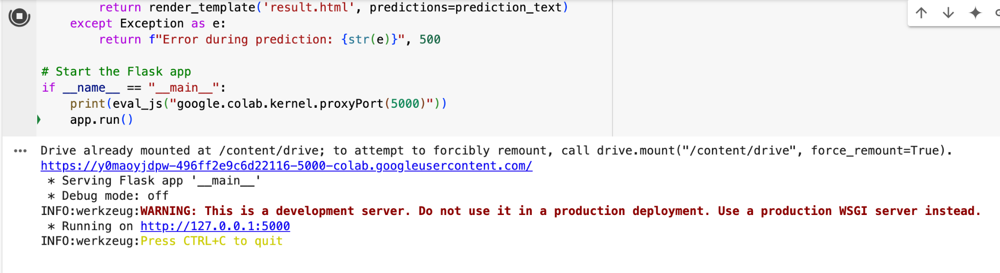 return render_template('result.html', predictions=prediction_text)
except Exception as e:
return f"Error during prediction: {str(e)}", 500
# Start the Flask app
if __name__ == "__main__":
print(eval_js("google.colab.kernel.proxyPort(5000)"))
app.run()
Drive already mounted at /content/drive; to attempt to forcibly remount, call drive.mount("/content/drive", force_remount=True).
https://y0maoyjdpw-496ff2e9c6d22116-5000-colab.googleusercontent.com/
* Serving Flask app '__main__'
* Debug mode: off
INFO:werkzeug:WARNING: This is a development server. Do not use it in a production deployment. Use a production WSGI server instead.
* Running on http://127.0.0.1:5000
INFO:werkzeug:Press CTRL+C to quit